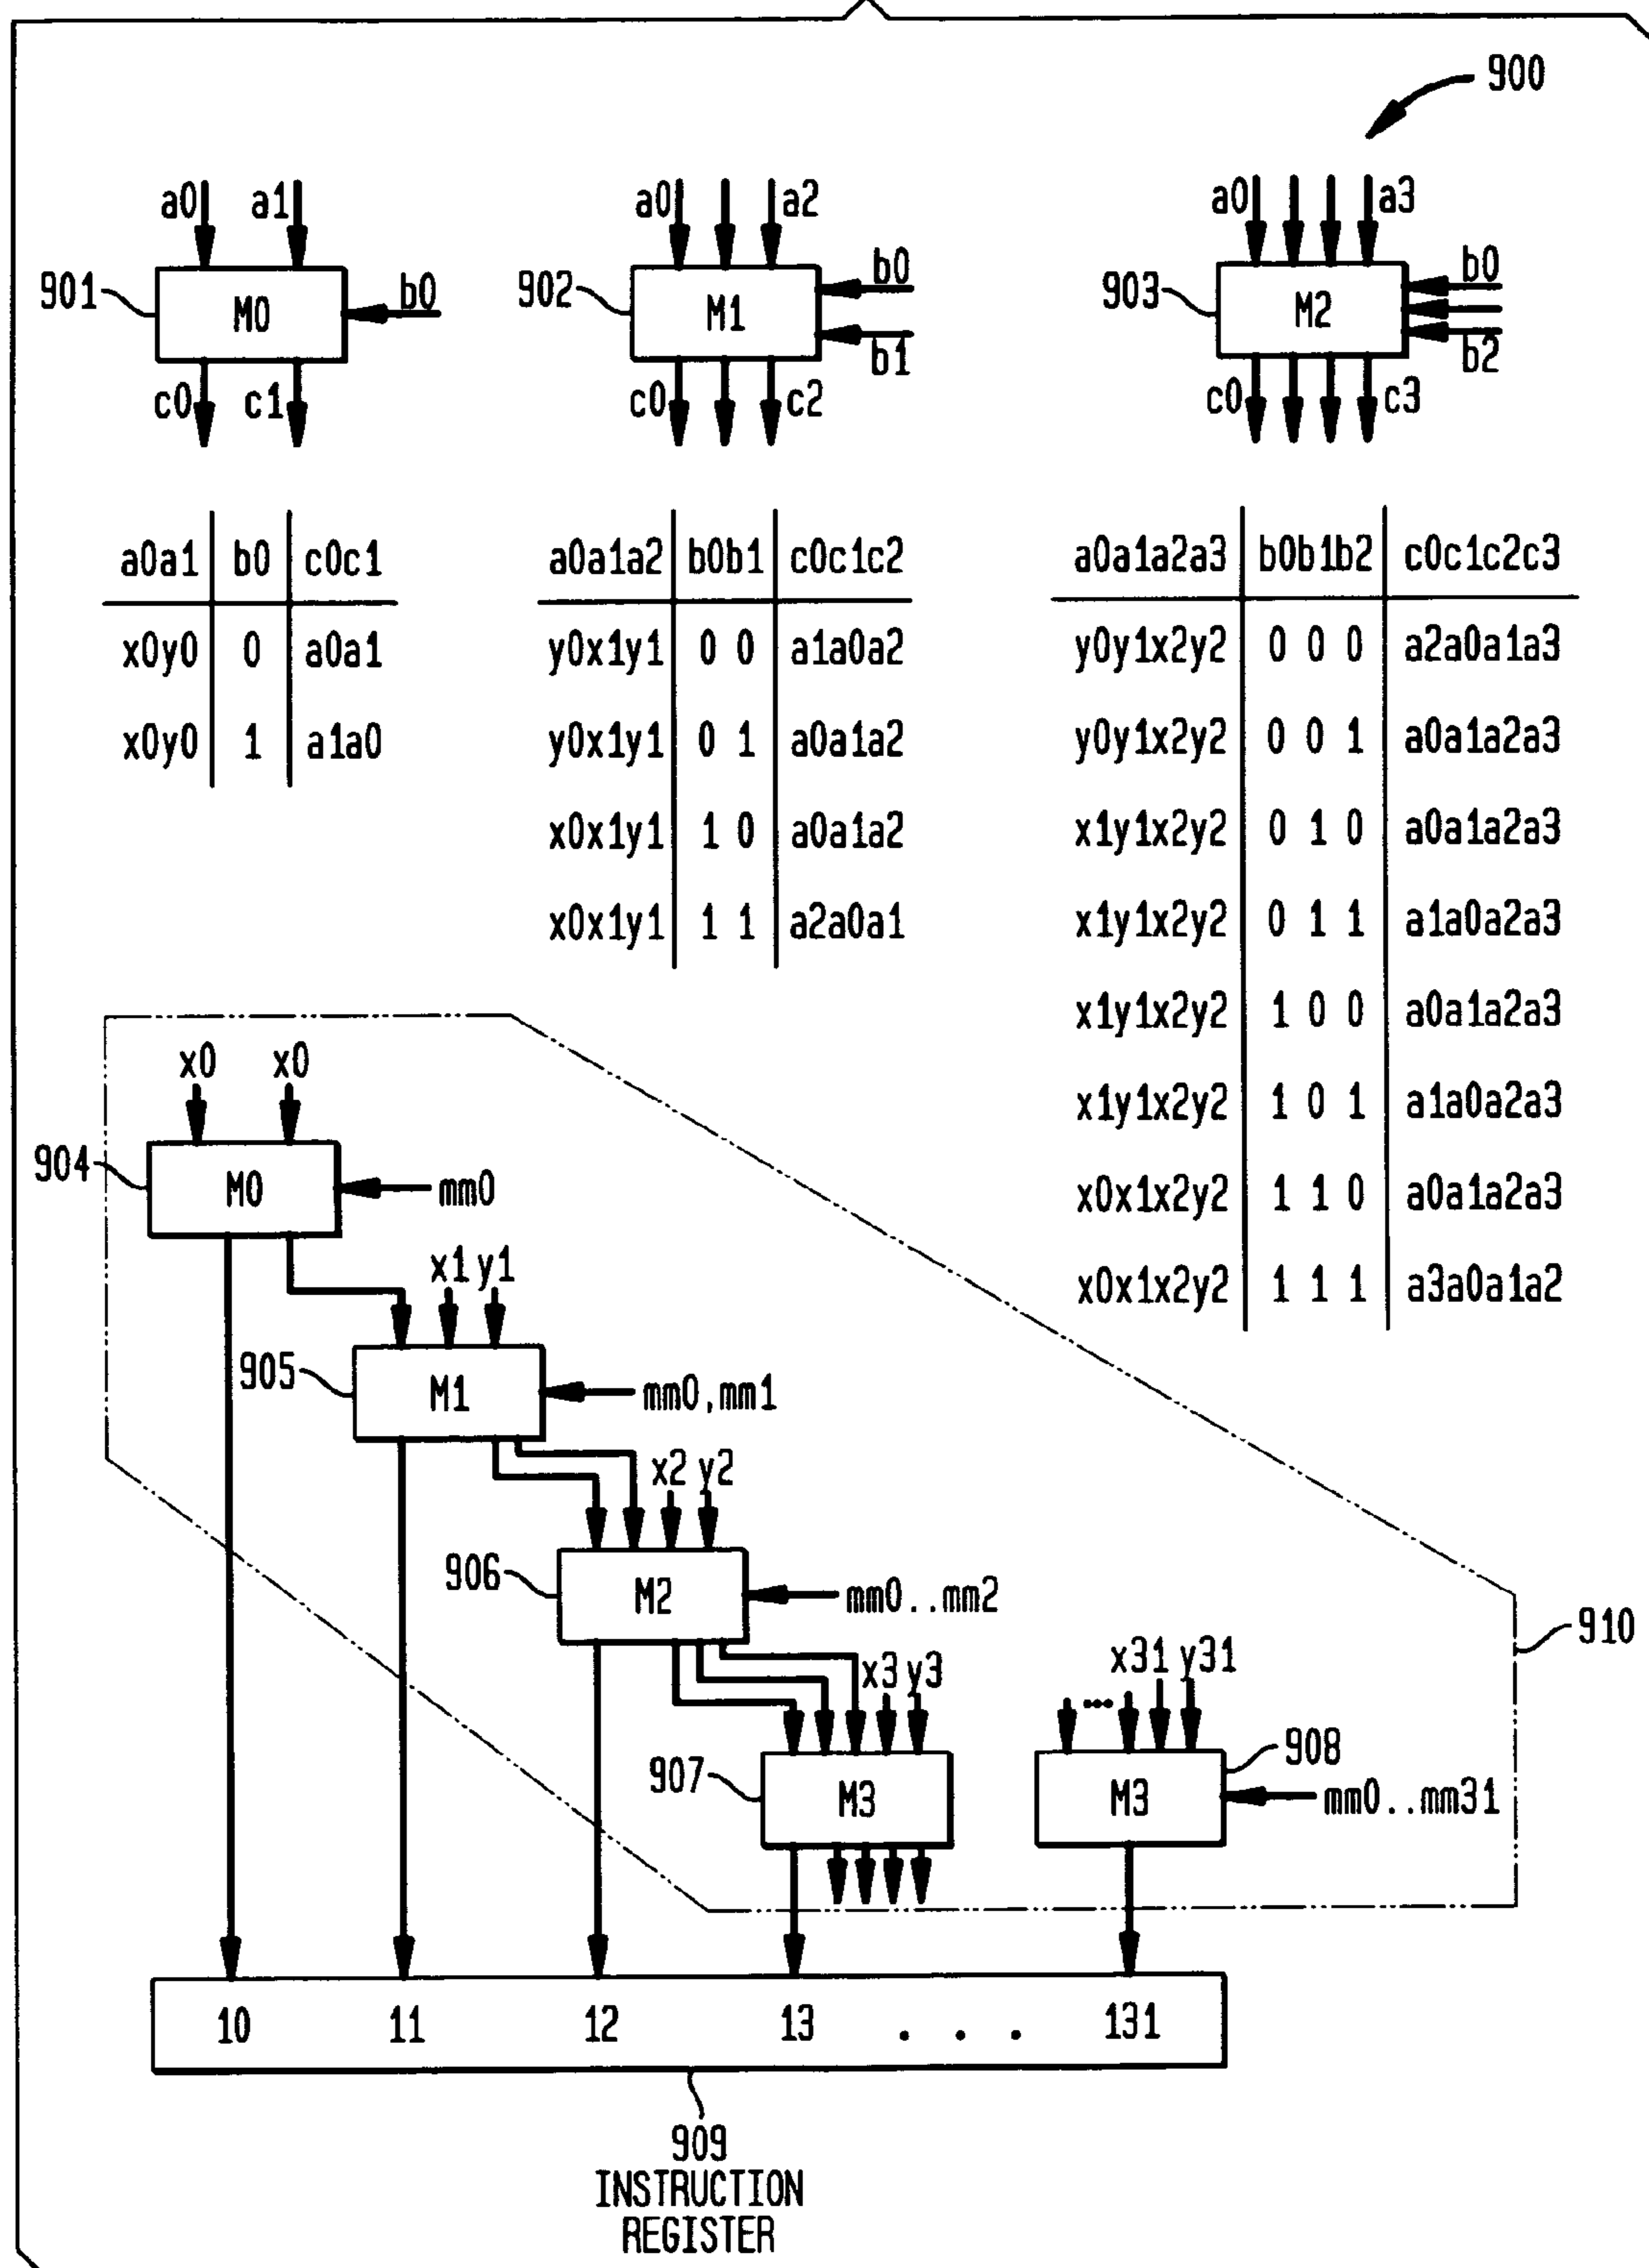 900
a0 a1
901 M0 b0
c0 c1
a0 a2
902 M1 b0
b1
c0 c2
a0 a3
903 M2 b0
b2
c0 c3
a0a1 b0 c0c1
x0y0 0 a0a1
x0y0 1 a1a0
a0a1a2 b0b1 c0c1c2
y0x1y1 0 0 a1a0a2
y0x1y1 0 1 a0a1a2
x0x1y1 1 0 a0a1a2
x0x1y1 1 1 a2a0a1
a0a1a2a3 b0b1b2 c0c1c2c3
y0y1x2y2 0 0 0 a2a0a1a3
y0y1x2y2 0 0 1 a0a1a2a3
x1y1x2y2 0 1 0 a0a1a2a3
x1y1x2y2 0 1 1 a1a0a2a3
x1y1x2y2 1 0 0 a0a1a2a3
x1y1x2y2 1 0 1 a1a0a2a3
x0x1x2y2 1 1 0 a0a1a2a3
x0x1x2y2 1 1 1 a3a0a1a2
x0 x0
904 M0 mm0
x1 y1
905 M1 mm0,mm1
x2 y2
906 M2 mm0..mm2
910
x3 y3
907 M3
... x31 y31
908
M3 mm0..mm31
10 11 12 13 . . . 131
909
INSTRUCTION
REGISTER